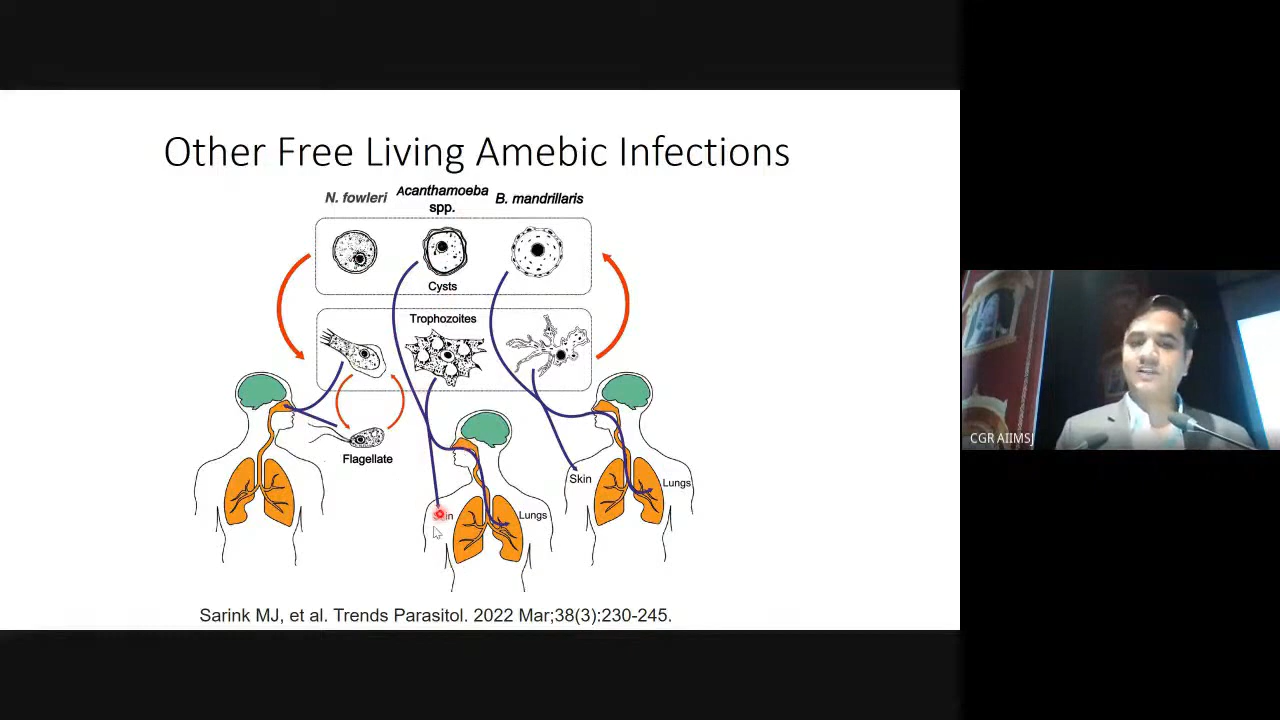 Other Free Living Amebic Infections
N. fowleri
Acanthamoeba
spp.
B. mandrillaris
Cysts
Trophozoites
Flagellate
Skin
Lungs
Lungs
CGR AIIMSJ
Sarink MJ, et al. Trends Parasitol. 2022 Mar;38(3):230-245.